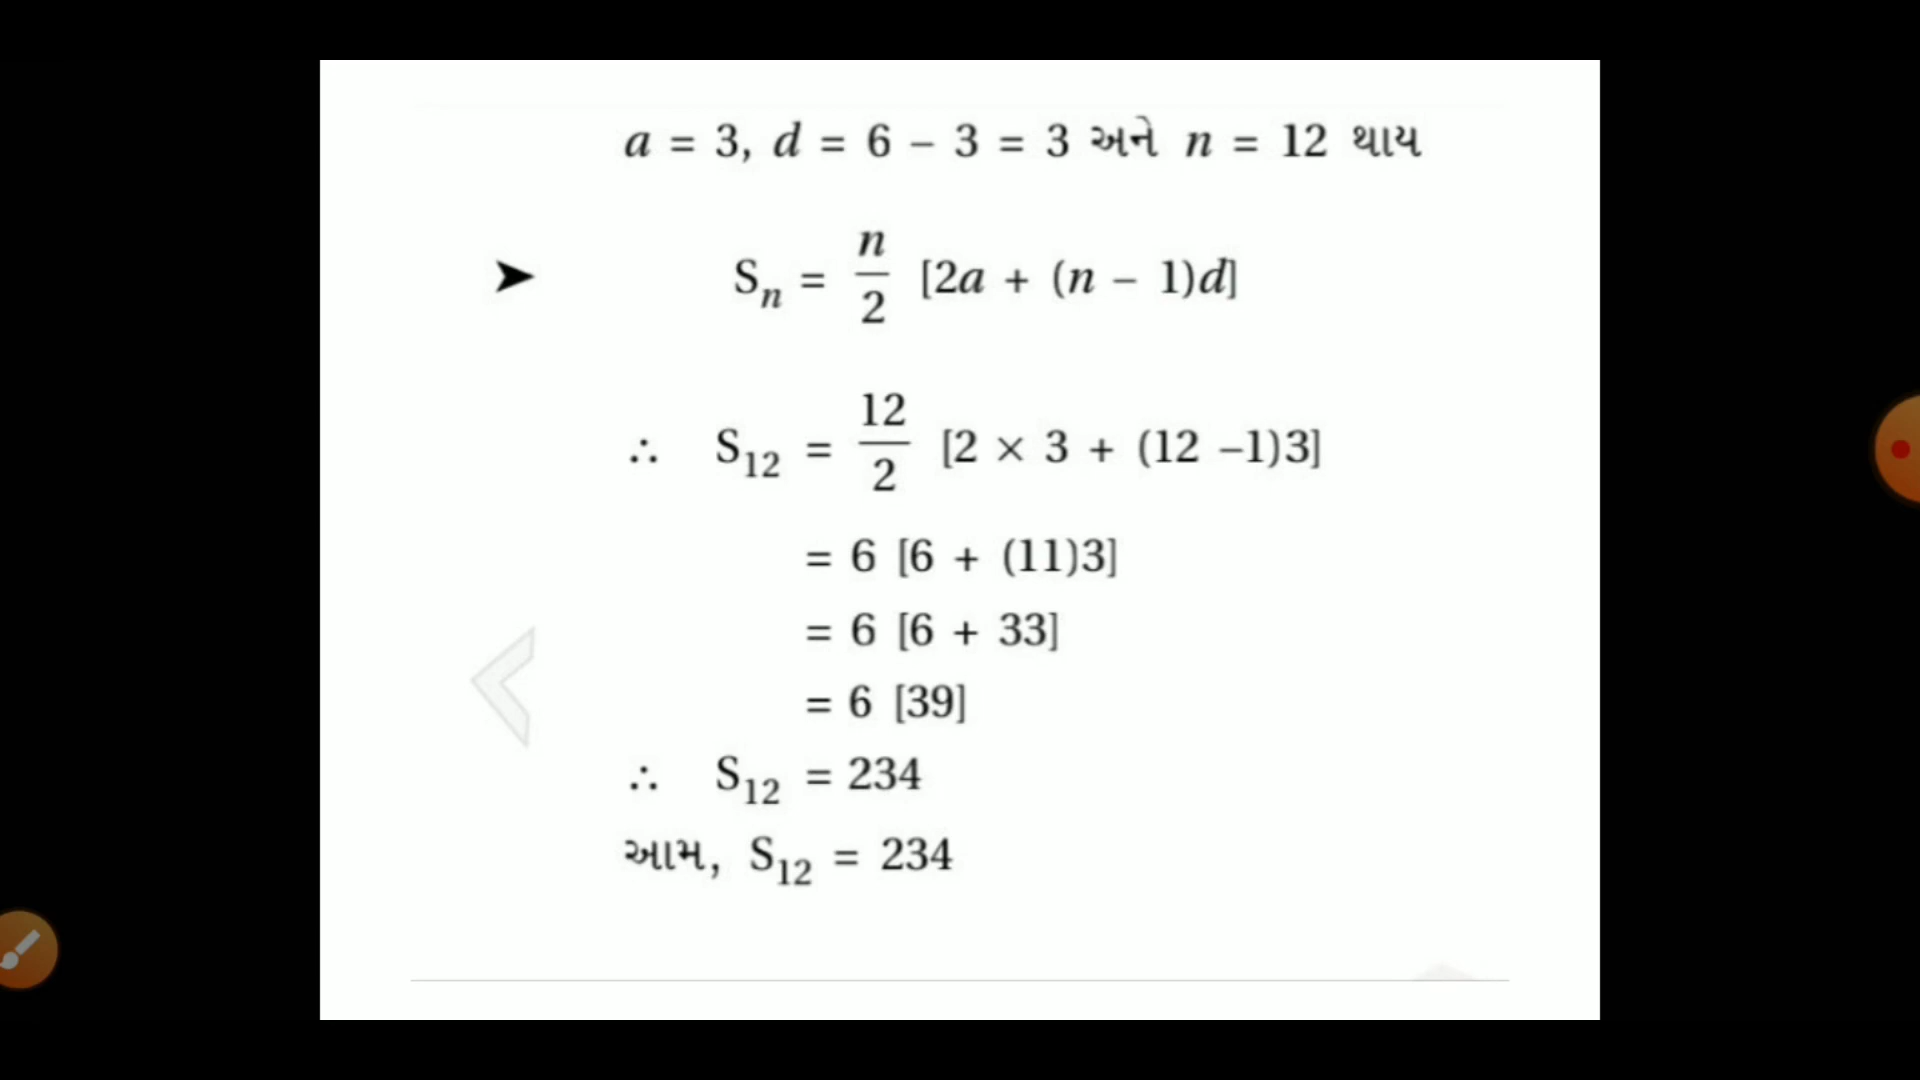 a = 3, d = 6 – 3 = 3 અને n = 12 થાય
➤ Sₙ = n/2 [2a + (n – 1)d]
∴ S₁₂ = 12/2 [2 × 3 + (12 –1)3]
= 6 [6 + (11)3]
= 6 [6 + 33]
= 6 [39]
∴ S₁₂ = 234
આમ, S₁₂ = 234